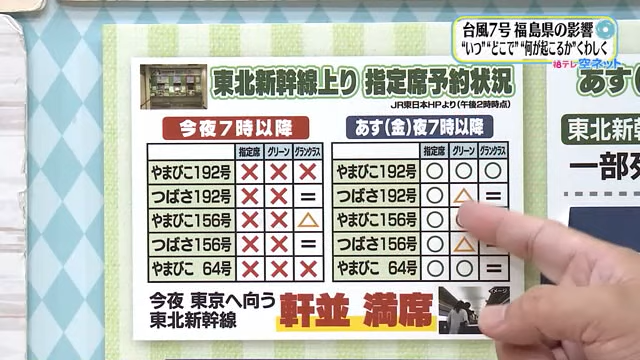 台風7号 福島県の影響
“いつ”“どこで”“何が起こるか”くわしく
福テレ 空ネット
東北新幹線上り 指定席予約状況
JR東日本HPより(午後2時時点)
今夜7時以降
指定席 グリーン グランクラス
やまびこ192号 × × ×
つばさ192号 × × =
やまびこ156号 × × △
つばさ156号 × × =
やまびこ 64号 × × ×
あす(金)夜7時以降
指定席 グリーン グランクラス
やまびこ192号 ○ ○ ○
つばさ192号 ○ △ =
やまびこ156号 ○
つばさ156号 ○ △ =
やまびこ 64号 ○ ○ =
今夜 東京へ向う
東北新幹線
軒並 満席
イメージ
あす
東北新
一部